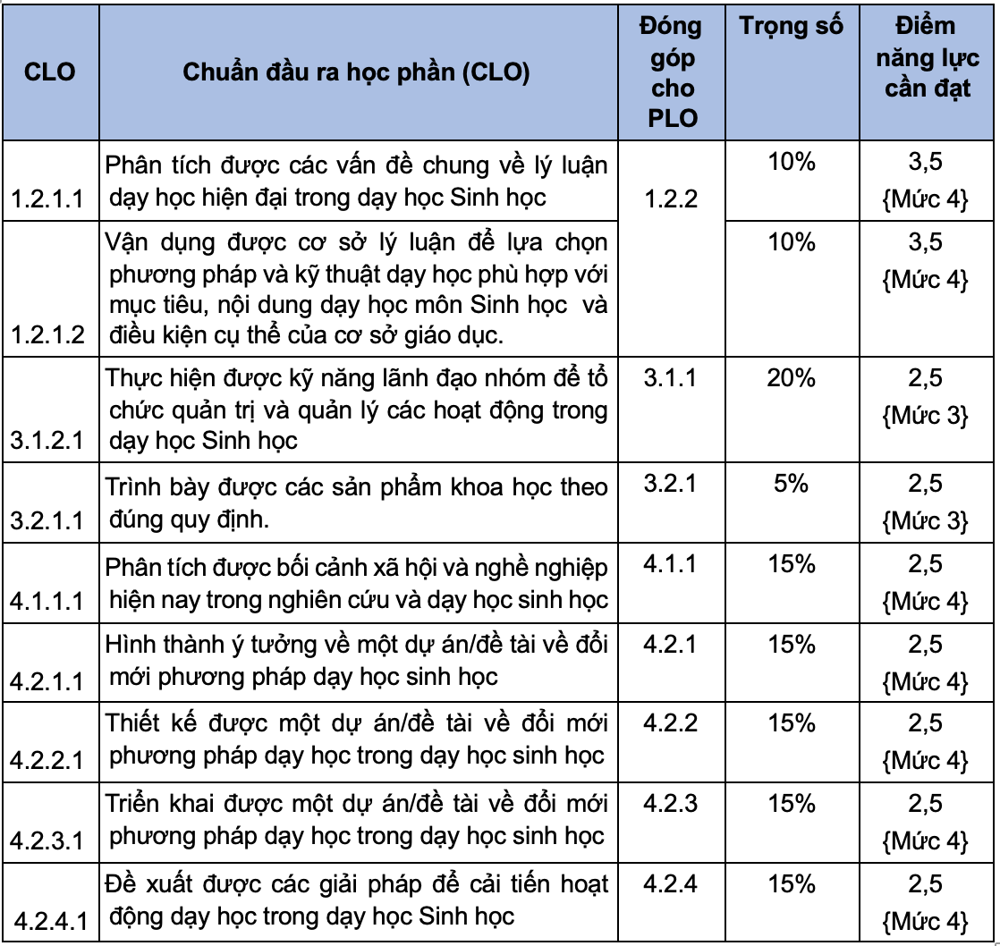 CLO
Chuẩn đầu ra học phần (CLO)
Đóng
góp
cho
PLO
Trọng số
Điểm
năng lực
cần đạt
1.2.1.1
Phân tích được các vấn đề chung về lý luận
dạy học hiện đại trong dạy học Sinh học
1.2.2
10%
3,5
{Mức 4}
1.2.1.2
Vận dụng được cơ sở lý luận để lựa chọn
phương pháp và kỹ thuật dạy học phù hợp với
mục tiêu, nội dung dạy học môn Sinh học và
điều kiện cụ thể của cơ sở giáo dục.
10%
3,5
{Mức 4}
3.1.2.1
Thực hiện được kỹ năng lãnh đạo nhóm để tổ
chức quản trị và quản lý các hoạt động trong
dạy học Sinh học
3.1.1
20%
2,5
{Mức 3}
3.2.1.1
Trình bày được các sản phẩm khoa học theo
đúng quy định.
3.2.1
5%
2,5
{Mức 3}
4.1.1.1
Phân tích được bối cảnh xã hội và nghề nghiệp
hiện nay trong nghiên cứu và dạy học sinh học
4.1.1
15%
2,5
{Mức 4}
4.2.1.1
Hình thành ý tưởng về một dự án/đề tài về đổi
mới phương pháp dạy học sinh học
4.2.1
15%
2,5
{Mức 4}
4.2.2.1
Thiết kế được một dự án/đề tài về đổi mới
phương pháp dạy học trong dạy học sinh học
4.2.2
15%
2,5
{Mức 4}
4.2.3.1
Triển khai được một dự án/đề tài về đổi mới
phương pháp dạy học trong dạy học sinh học
4.2.3
15%
2,5
{Mức 4}
4.2.4.1
Đề xuất được các giải pháp để cải tiến hoạt
động dạy học trong dạy học Sinh học
4.2.4
15%
2,5
{Mức 4}